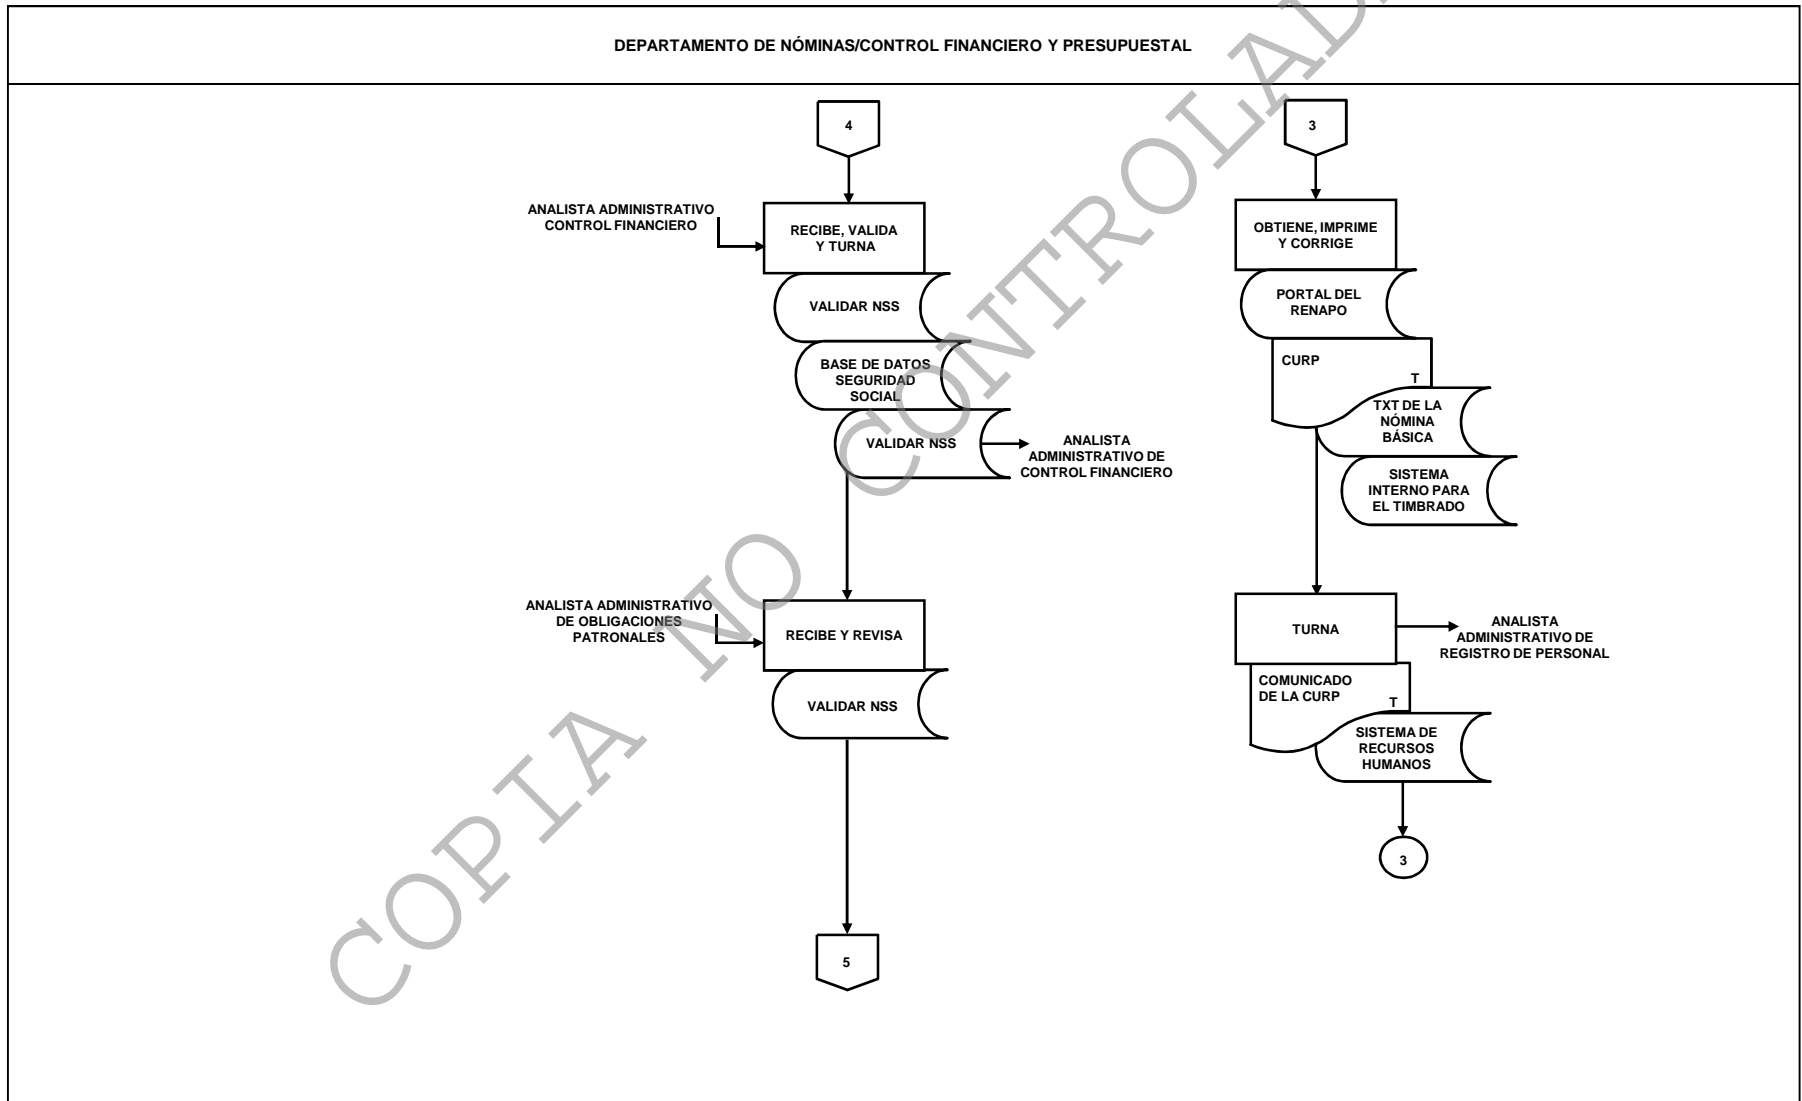 DEPARTAMENTO DE NÓMINAS/CONTROL FINANCIERO Y PRESUPUESTAL
4
ANALISTA ADMINISTRATIVO
CONTROL FINANCIERO
RECIBE, VALIDA
Y TURNA
VALIDAR NSS
BASE DE DATOS
SEGURIDAD
SOCIAL
VALIDAR NSS
ANALISTA
ADMINISTRATIVO DE
CONTROL FINANCIERO
ANALISTA ADMINISTRATIVO
DE OBLIGACIONES
PATRONALES
RECIBE Y REVISA
VALIDAR NSS
5
3
OBTIENE, IMPRIME
Y CORRIGE
PORTAL DEL
RENAPO
CURP
T
TXT DE LA
NÓMINA
BÁSICA
SISTEMA
INTERNO PARA
EL TIMBRADO
TURNA
ANALISTA
ADMINISTRATIVO DE
REGISTRO DE PERSONAL
COMUNICADO
DE LA CURP
T
SISTEMA DE
RECURSOS
HUMANOS
3
COPIA NO CONTROLAD